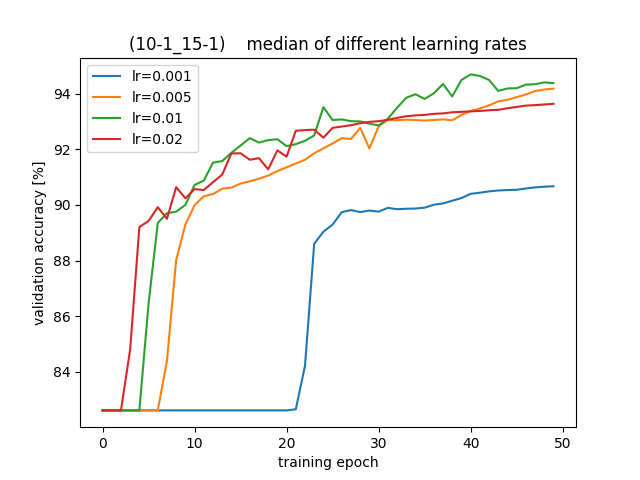 (10-1_15-1)    median of different learning rates
lr=0.001
lr=0.005
lr=0.01
lr=0.02
validation accuracy [%]
94
92
90
88
86
84
0 10 20 30 40 50
training epoch